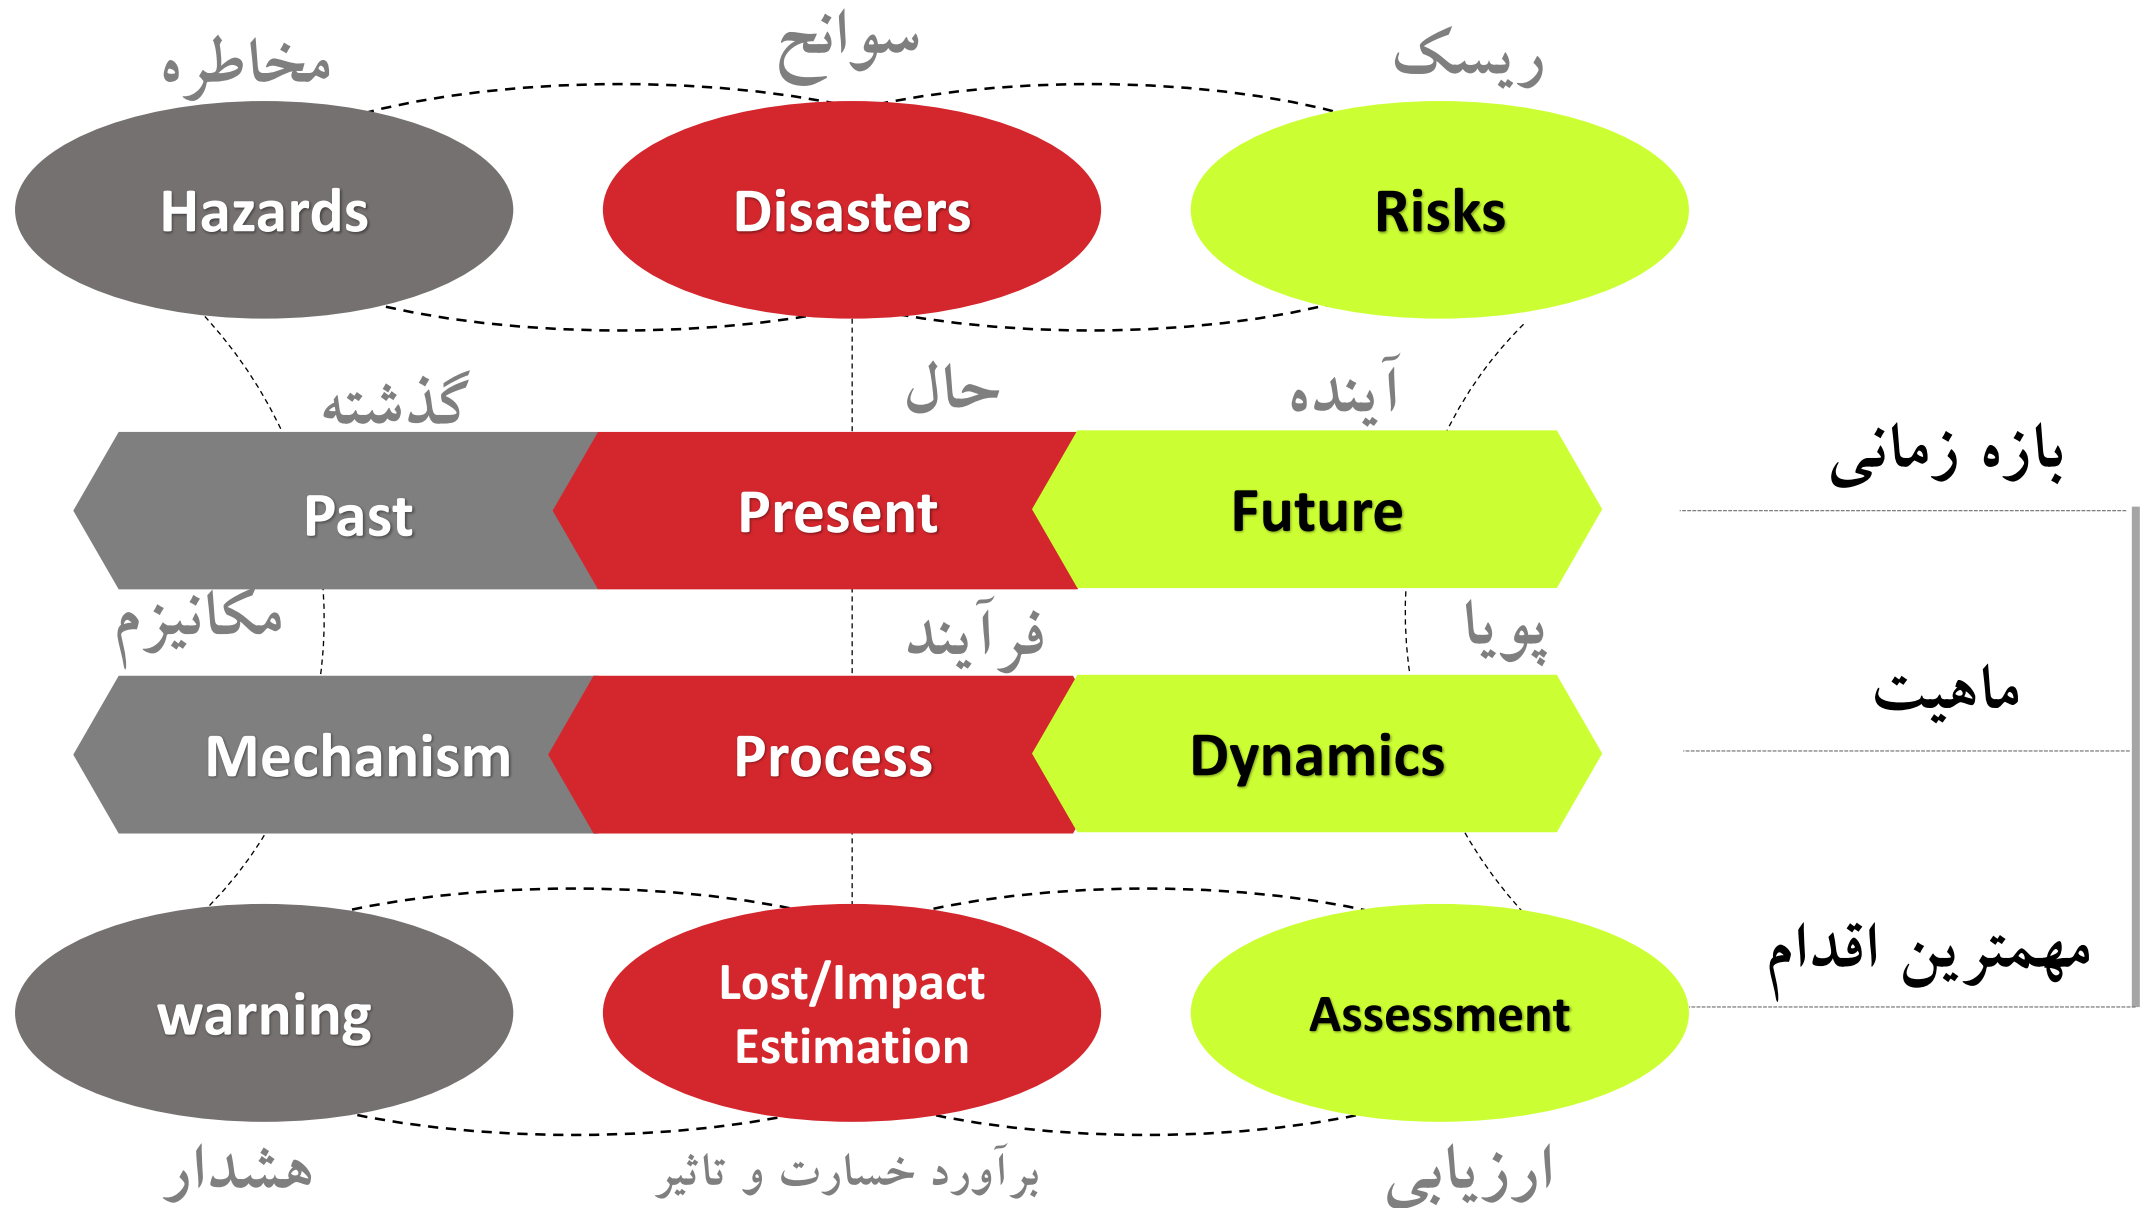 مخاطره
سوانح
ریسک
Hazards
Disasters
Risks
گذشته
حال
آینده
بازه زمانی
Past
Present
Future
مکانیزم
فرآیند
پویا
ماهیت
Mechanism
Process
Dynamics
مهمترین اقدام
warning
Lost/Impact
Estimation
Assessment
هشدار
برآورد خسارت و تاثیر
ارزیابی